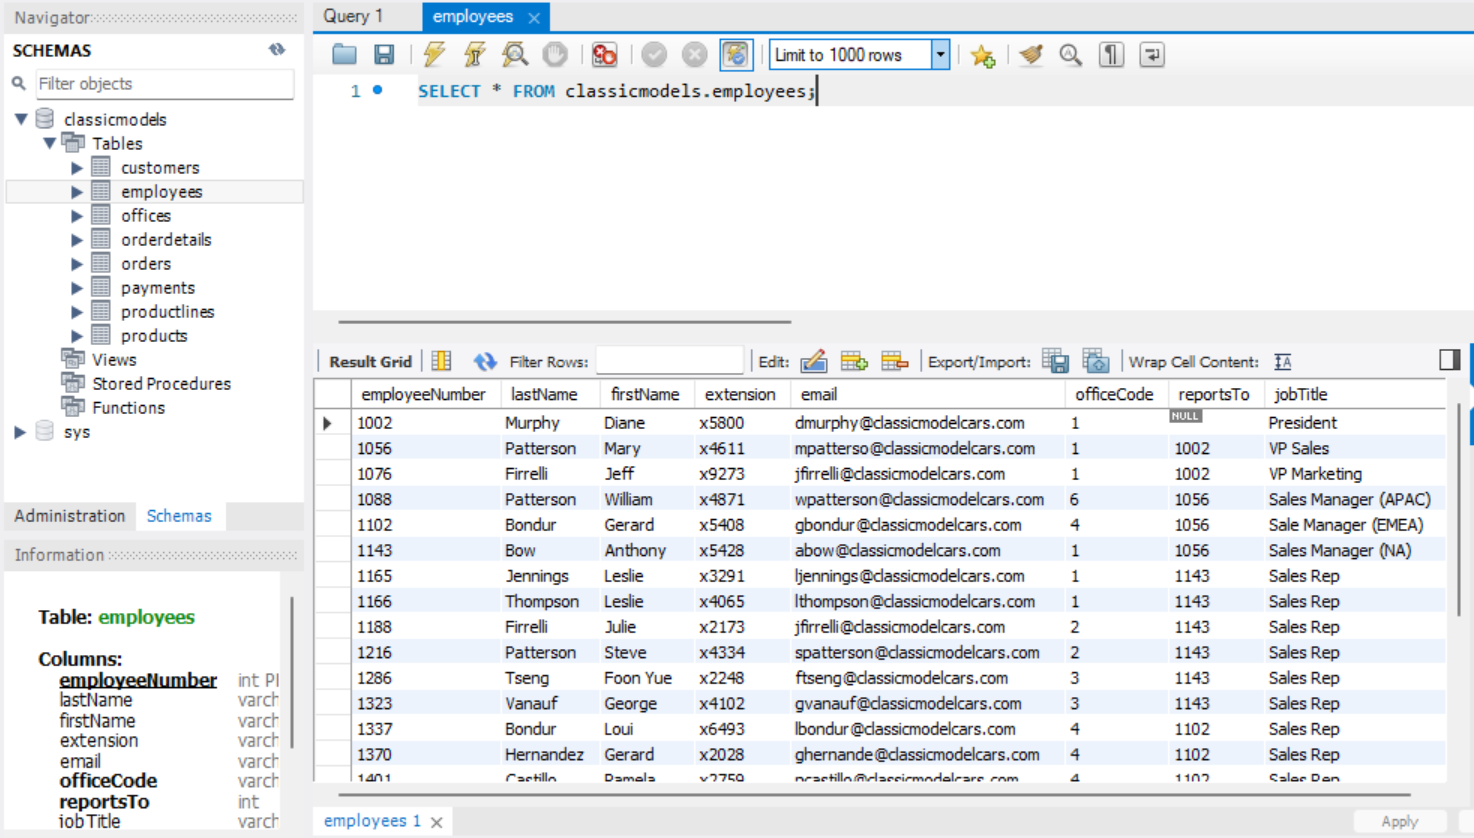 Navigator
SCHEMAS
Filter objects
classicmodels
Tables
customers
employees
offices
orderdetails
orders
payments
productlines
products
Views
Stored Procedures
Functions
sys
Administration Schemas
Information
Table: employees
Columns:
employeeNumber int
lastName varch
firstName varch
extension varch
email varch
officeCode varch
reportsTo int
jobTitle varch
Query 1 employees
Limit to 1000 rows
1 SELECT * FROM classicmodels.employees;
Result Grid Filter Rows: Edit: Export/Import: Wrap Cell Content:
employeeNumber lastName firstName extension email officeCode reportsTo jobTitle
1002 Murphy Diane x5800 dmurphy@classicmodelcars.com 1 NULL President
1056 Patterson Mary x4611 mpatterso@classicmodelcars.com 1 1002 VP Sales
1076 Firrelli Jeff x9273 jfirrelli@classicmodelcars.com 1 1002 VP Marketing
1088 Patterson William x4871 wpatterson@classicmodelcars.com 6 1056 Sales Manager (APAC)
1102 Bondur Gerard x5408 gbondur@classicmodelcars.com 4 1056 Sale Manager (EMEA)
1143 Bow Anthony x5428 abow@classicmodelcars.com 1 1056 Sales Manager (NA)
1165 Jennings Leslie x3291 ljennings@classicmodelcars.com 1 1143 Sales Rep
1166 Thompson Leslie x4065 lthompson@classicmodelcars.com 1 1143 Sales Rep
1188 Firrelli Julie x2173 jfirrelli@classicmodelcars.com 2 1143 Sales Rep
1216 Patterson Steve x4334 spatterson@classicmodelcars.com 2 1143 Sales Rep
1286 Tseng Foon Yue x2248 ftseng@classicmodelcars.com 3 1143 Sales Rep
1323 Vanauf George x4102 gvanauf@classicmodelcars.com 3 1143 Sales Rep
1337 Bondur Loui x6493 lbondur@classicmodelcars.com 4 1102 Sales Rep
1370 Hernandez Gerard x2028 ghernande@classicmodelcars.com 4 1102 Sales Rep
1401 Castillo Pamela x2759 pcastillo@classicmodelcars.com 4 1102 Sales Rep
employees 1 Apply